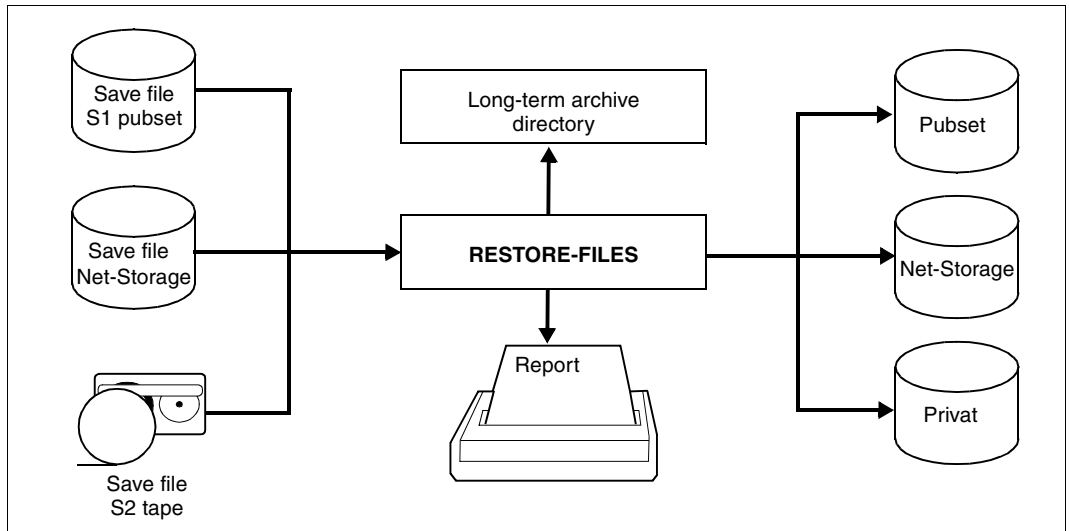 Save file
S1 pubset
Save file
Net-Storage
Save file
S2 tape
Long-term archive
directory
RESTORE-FILES
Report
Pubset
Net-Storage
Privat